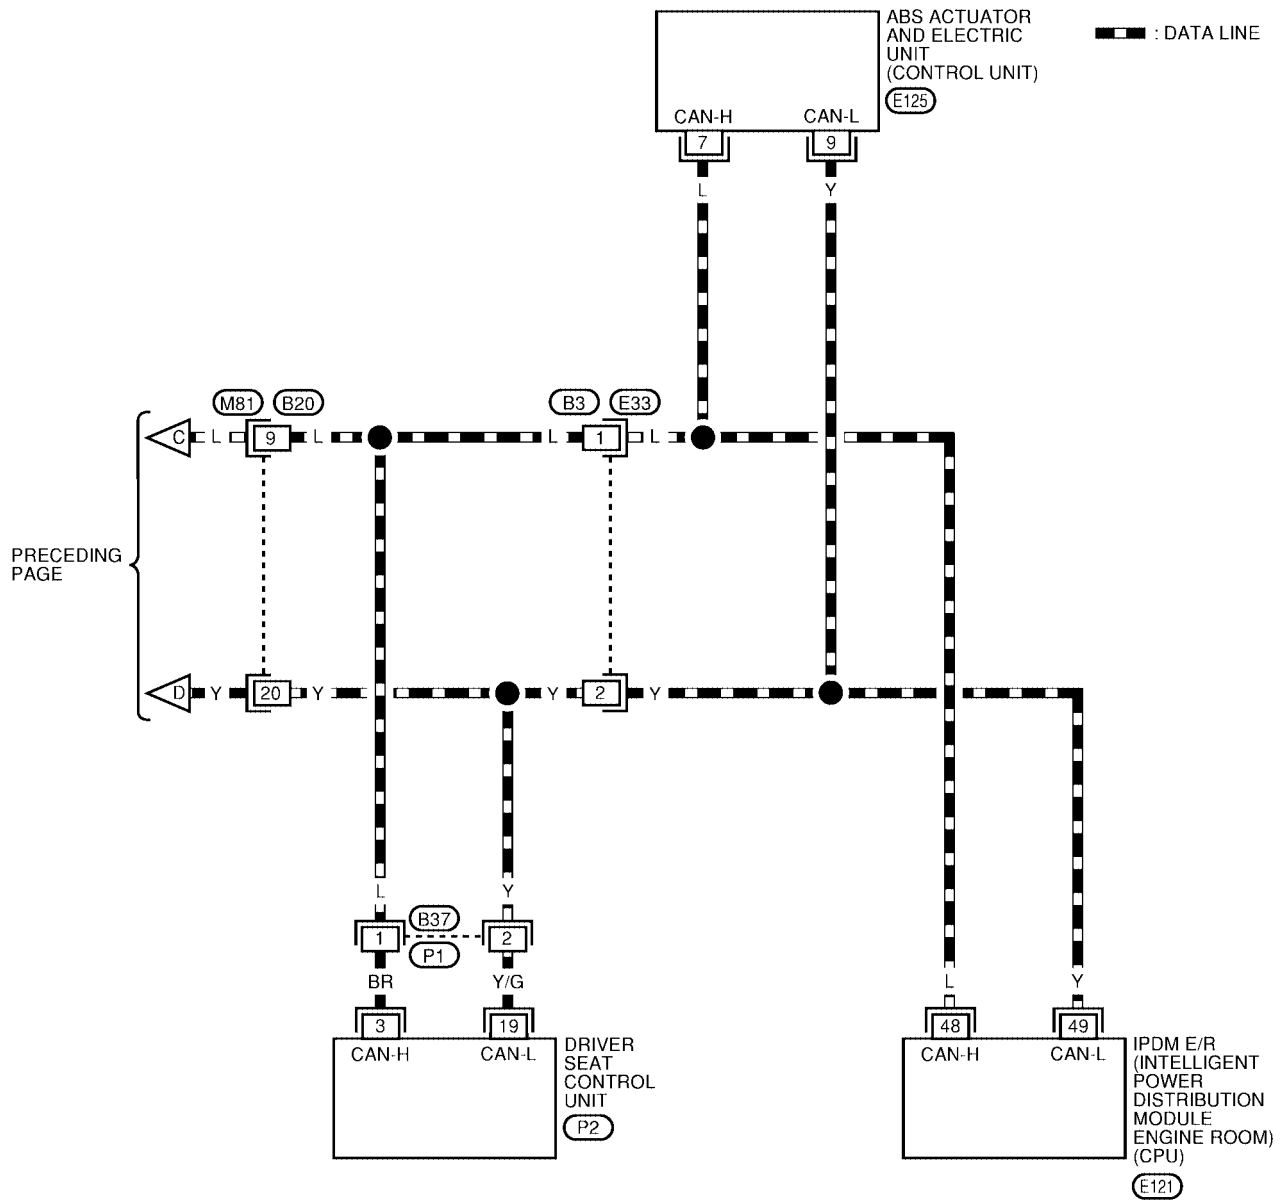 ABS ACTUATOR
AND ELECTRIC
UNIT
(CONTROL UNIT)
E125
: DATA LINE
CAN-H CAN-L
7 9
L Y
M81 B20 B3 E33
C L 9 L L 1 L
PRECEDING
PAGE
D Y 20 Y Y 2 Y
L Y
B37
1 2
P1
BR Y/G
L Y
3 19
48 49
CAN-H CAN-L
DRIVER
SEAT
CONTROL
UNIT
P2
CAN-H CAN-L
IPDM E/R
(INTELLIGENT
POWER
DISTRIBUTION
MODULE
ENGINE ROOM)
(CPU)
E121